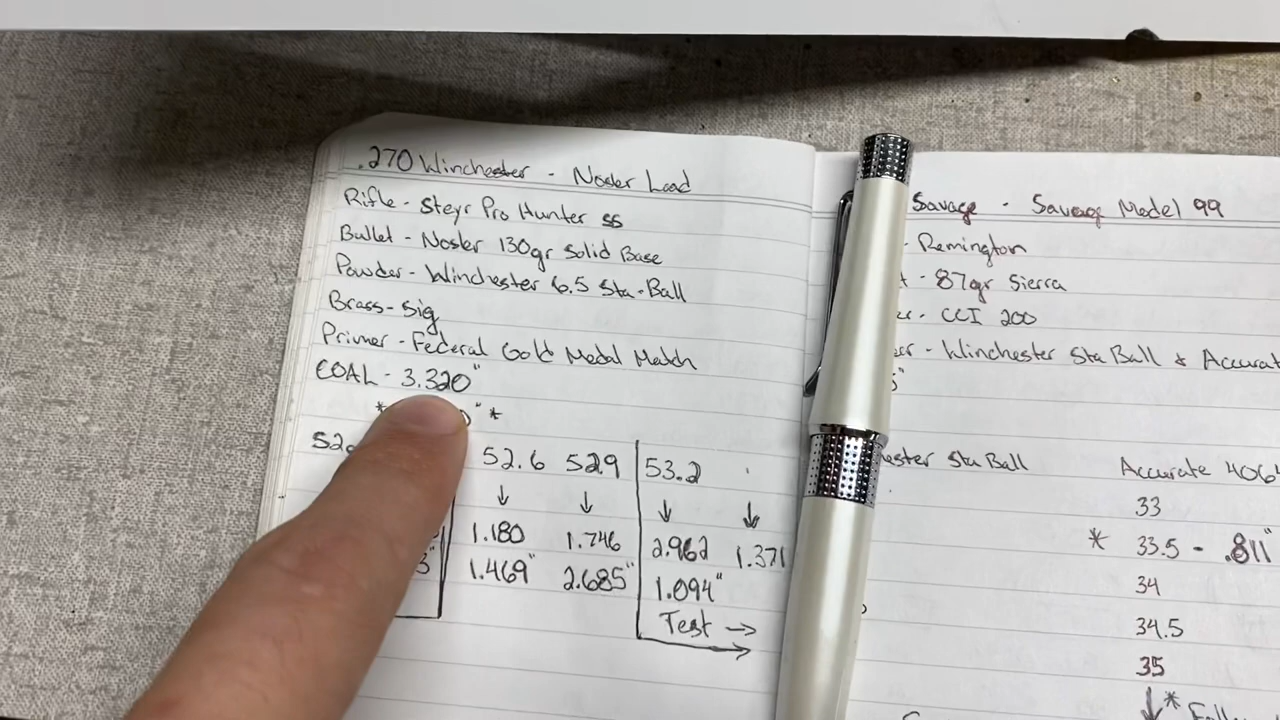 .270 Winchester - Nosler Load
Rifle - Steyr Pro Hunter SS
Bullet - Nosler 130gr Solid Base
Powder - Winchester 6.5 Sta-Ball
Brass - Sig
Primer - Federal Gold Medal Match
COAL - 3.320"
52.6 529 53.2
↓ ↓ ↓ ↓
1.180 1.746 2.962 1.371
1.469" 2.685" 1.094"
Test →
Savage - Savage Model 99
- Remington
- 87gr Sierra
- CCI 200
- Winchester Sta Ball & Accurat
Sta Ball Accurate 406
33
* 33.5 - .811"
34
34.5
35
↓*